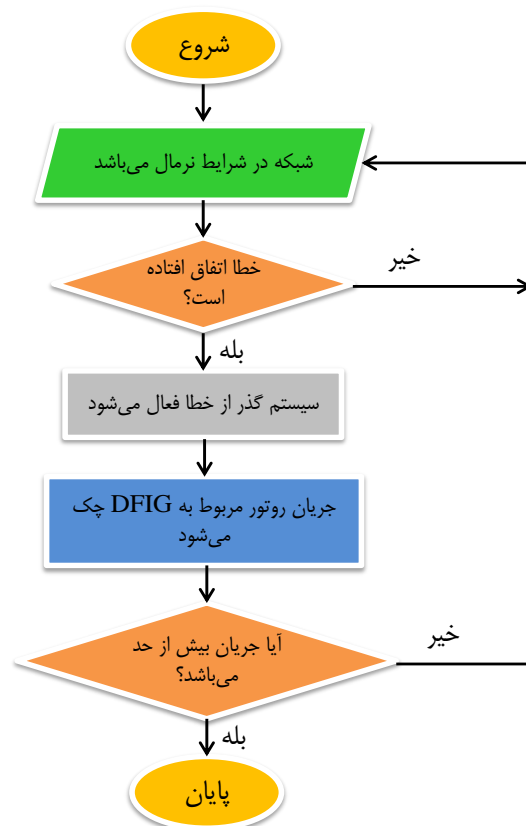 شروع
شبکه در شرایط نرمال می‌باشد
خطا اتفاق افتاده
است؟
خیر
بله
سیستم گذر از خطا فعال می‌شود
جریان روتور مربوط به DFIG چک
می‌شود
آیا جریان بیش از حد
می‌باشد؟
خیر
بله
پایان